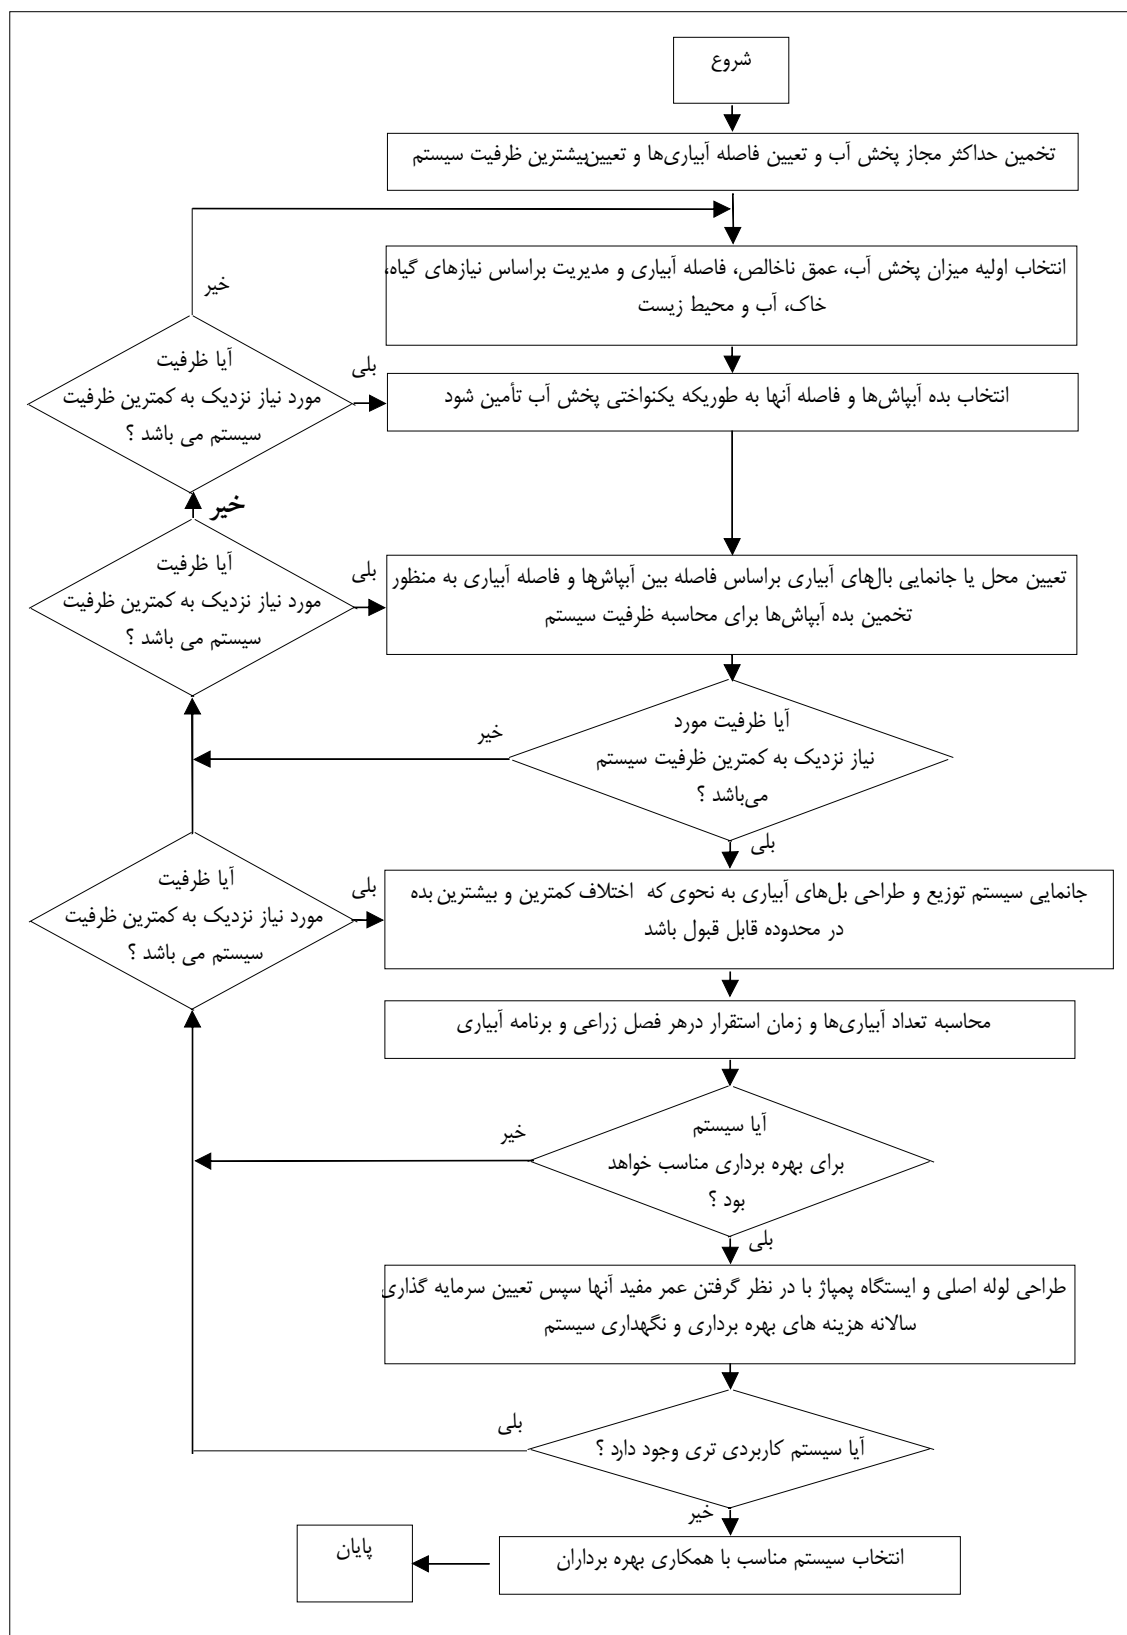 شروع
تخمین حداکثر مجاز پخش آب و تعیین فاصله آبیاری‌ها و تعیین‌بیشترین ظرفیت سیستم
انتخاب اولیه میزان پخش آب، عمق ناخالص، فاصله آبیاری و مدیریت براساس نیازهای گیاه،
خاک، آب و محیط زیست
خیر
آیا ظرفیت
مورد نیاز نزدیک به کمترین ظرفیت
سیستم می باشد ؟
بلی
انتخاب بده آبپاش‌ها و فاصله آنها به طوریکه یکنواختی پخش آب تأمین شود
خیر
آیا ظرفیت
مورد نیاز نزدیک به کمترین ظرفیت
سیستم می باشد ؟
بلی
تعیین محل یا جانمایی بال‌های آبیاری براساس فاصله بین آبپاش‌ها و فاصله آبیاری به منظور
تخمین بده آبپاش‌ها برای محاسبه ظرفیت سیستم
آیا ظرفیت مورد
نیاز نزدیک به کمترین ظرفیت سیستم
می‌باشد ؟
خیر
بلی
آیا ظرفیت
مورد نیاز نزدیک به کمترین ظرفیت
سیستم می باشد ؟
بلی
جانمایی سیستم توزیع و طراحی بل‌های آبیاری به نحوی که اختلاف کمترین و بیشترین بده
در محدوده قابل قبول باشد
محاسبه تعداد آبیاری‌ها و زمان استقرار درهر فصل زراعی و برنامه آبیاری
آیا سیستم
برای بهره برداری مناسب خواهد
بود ؟
خیر
بلی
طراحی لوله اصلی و ایستگاه پمپاژ با در نظر گرفتن عمر مفید آنها سپس تعیین سرمایه گذاری
سالانه هزینه های بهره برداری و نگهداری سیستم
آیا سیستم کاربردی تری وجود دارد ؟
بلی
خیر
انتخاب سیستم مناسب با همکاری بهره برداران
پایان